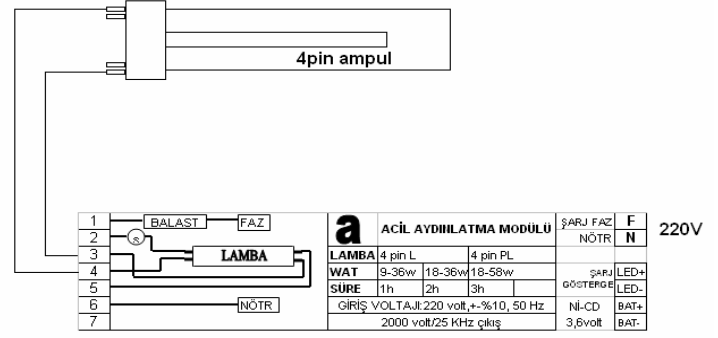 4pin ampul
1 BALAST FAZ
2 S
3 LAMBA
4
5
6 NÖTR
7
a ACİL AYDINLATMA MODÜLÜ
LAMBA 4 pin L 4 pin PL
WAT 9-36w 18-36w 18-58w
SÜRE 1h 2h 3h
GİRİŞ VOLTAJI:220 volt,+-%10, 50 Hz
2000 volt/25 KHz çıkış
ŞARJ FAZ F
NÖTR N
220V
ŞARJ LED+
GÖSTERGE LED-
Nİ-CD BAT+
3,6volt BAT-